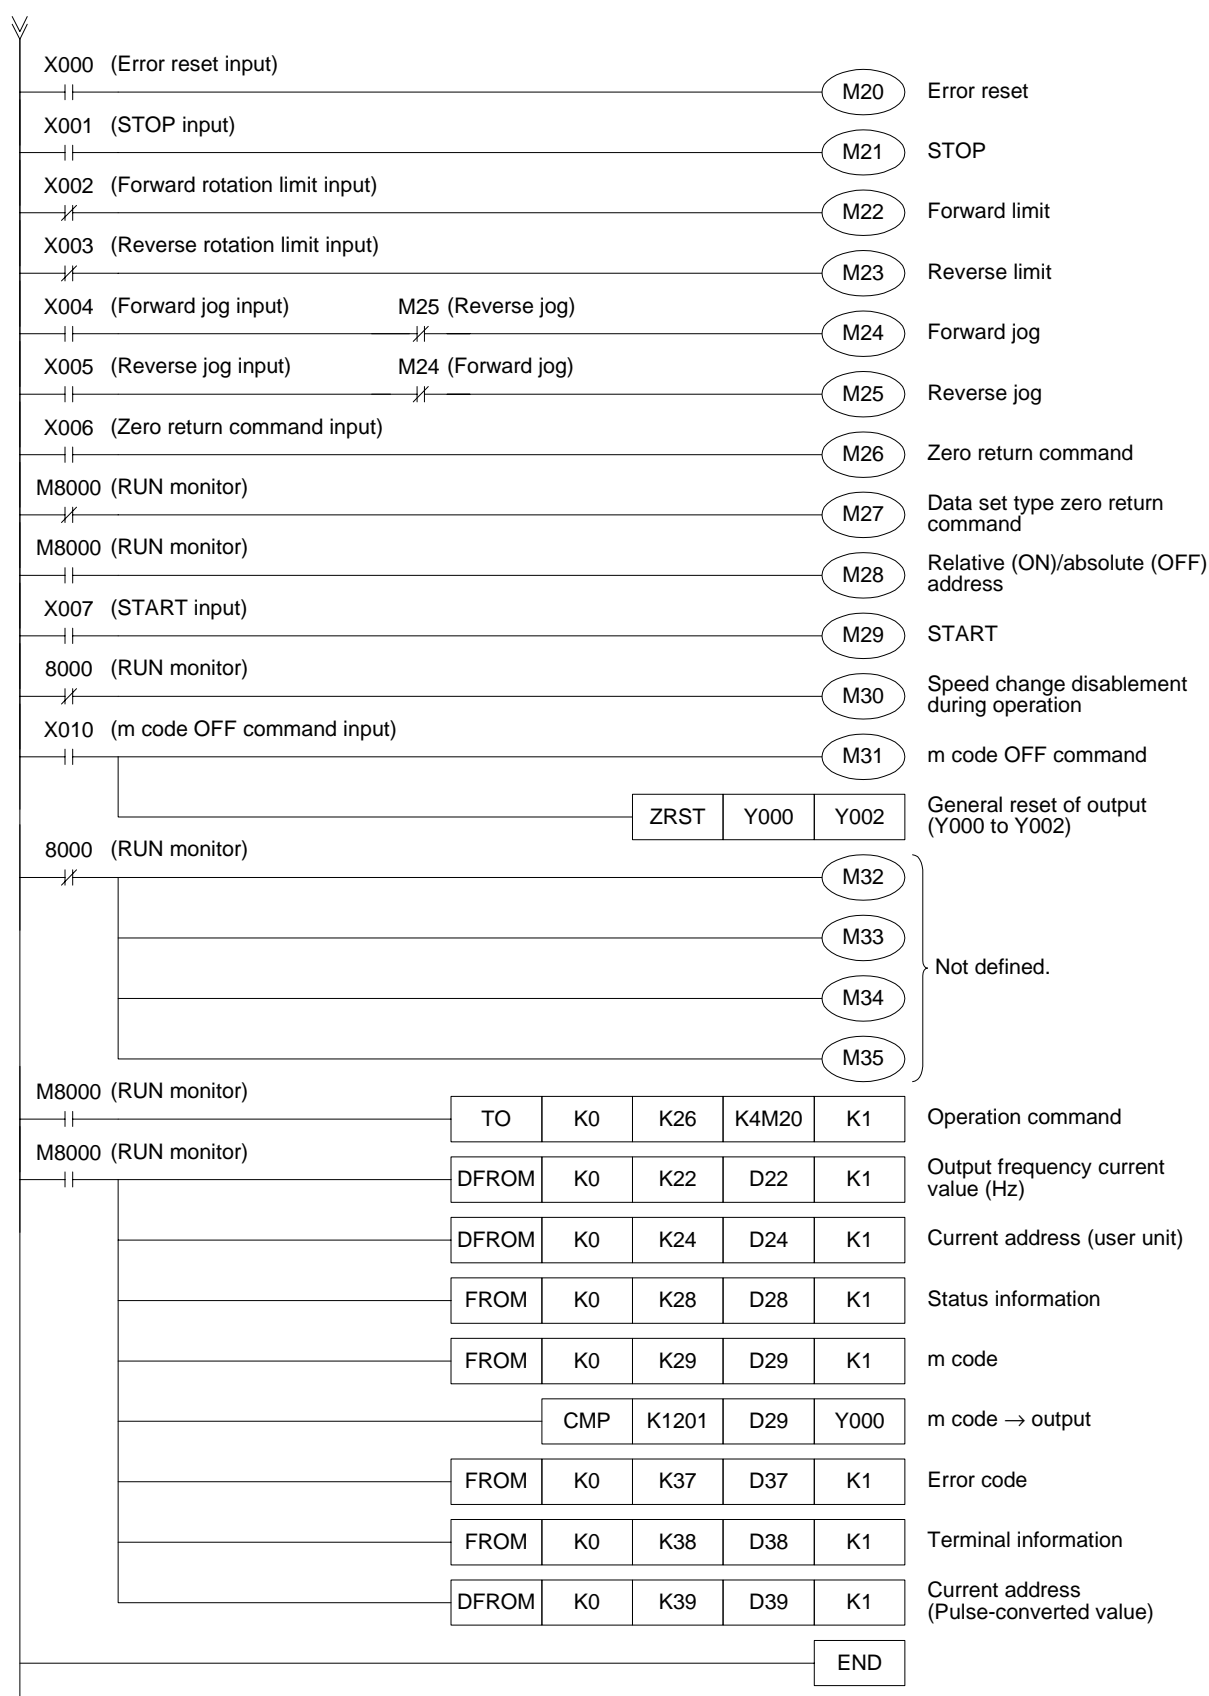 X000 (Error reset input)
M20 Error reset
X001 (STOP input)
M21 STOP
X002 (Forward rotation limit input)
M22 Forward limit
X003 (Reverse rotation limit input)
M23 Reverse limit
X004 (Forward jog input) M25 (Reverse jog)
M24 Forward jog
X005 (Reverse jog input) M24 (Forward jog)
M25 Reverse jog
X006 (Zero return command input)
M26 Zero return command
M8000 (RUN monitor)
M27 Data set type zero return
command
M8000 (RUN monitor)
M28 Relative (ON)/absolute (OFF)
address
X007 (START input)
M29 START
8000 (RUN monitor)
M30 Speed change disablement
during operation
X010 (m code OFF command input)
M31 m code OFF command
ZRST Y000 Y002 General reset of output
(Y000 to Y002)
8000 (RUN monitor)
M32
M33
Not defined.
M34
M35
M8000 (RUN monitor)
TO K0 K26 K4M20 K1 Operation command
M8000 (RUN monitor)
DFROM K0 K22 D22 K1 Output frequency current
value (Hz)
DFROM K0 K24 D24 K1 Current address (user unit)
FROM K0 K28 D28 K1 Status information
FROM K0 K29 D29 K1 m code
CMP K1201 D29 Y000 m code → output
FROM K0 K37 D37 K1 Error code
FROM K0 K38 D38 K1 Terminal information
DFROM K0 K39 D39 K1 Current address
(Pulse-converted value)
END